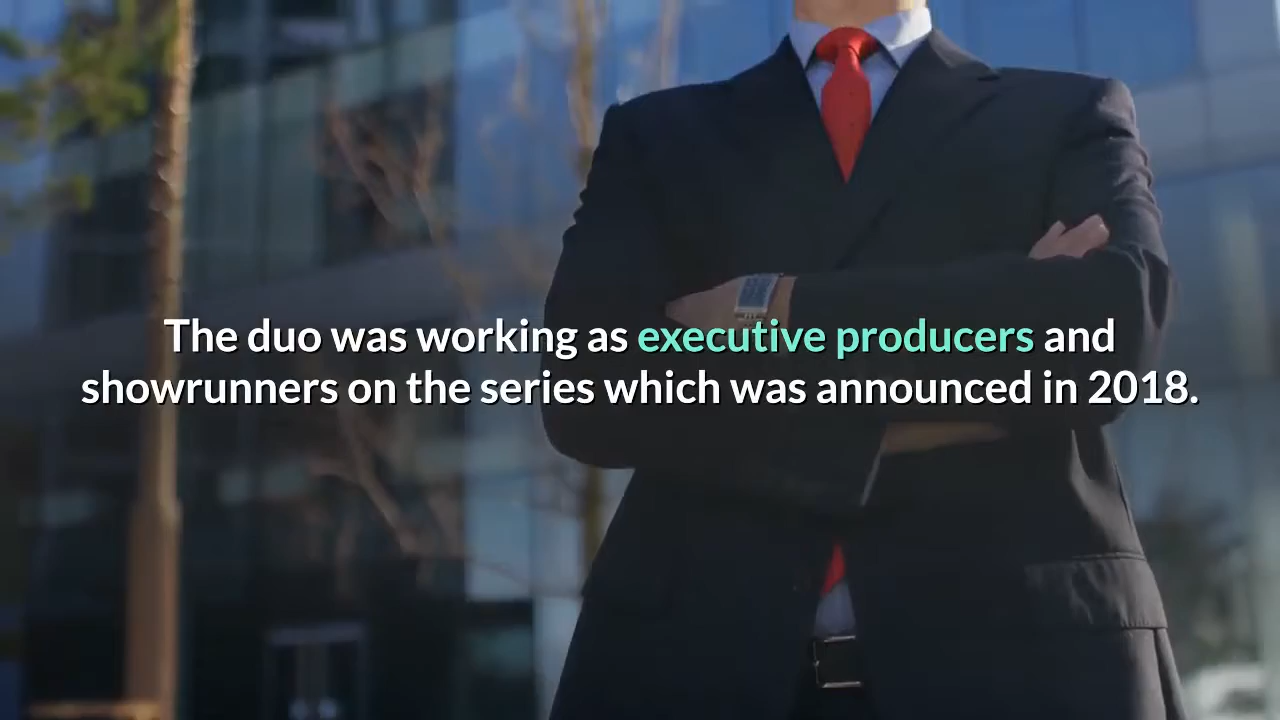 The duo was working as executive producers and
showrunners on the series which was announced in 2018.